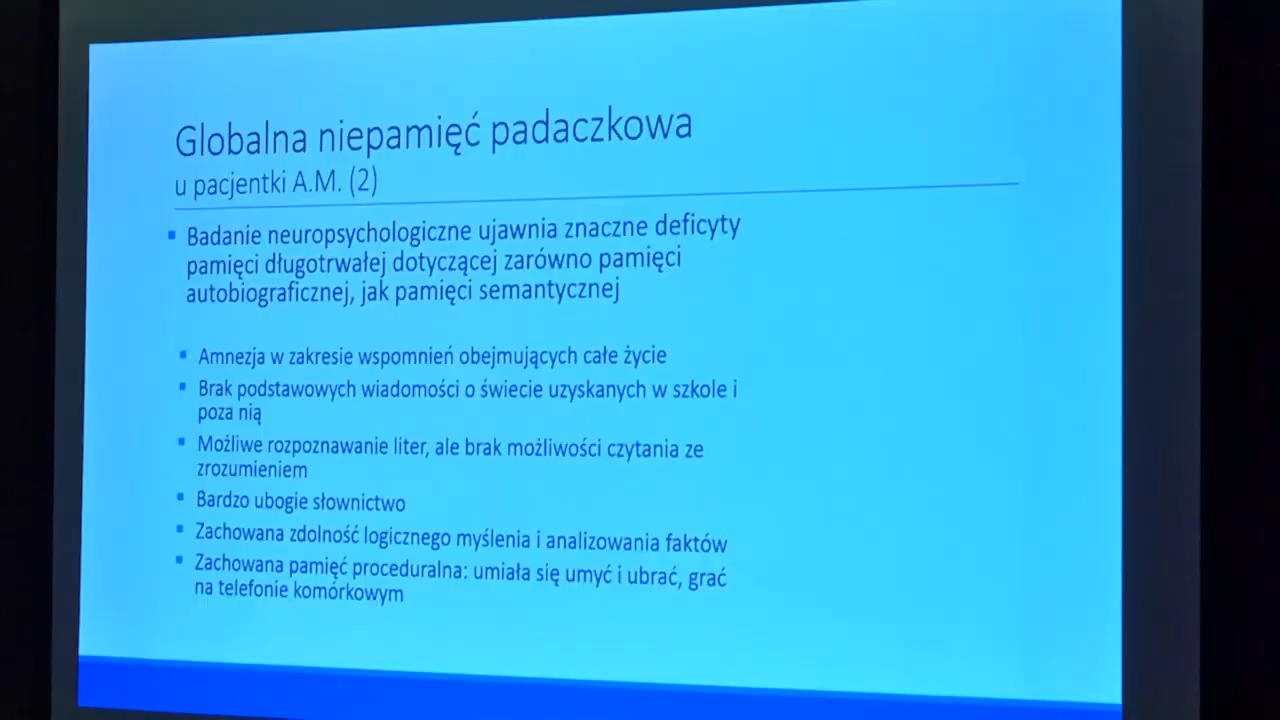 Globalna niepamięć padaczkowa
u pacjentki A.M. (2)
▪ Badanie neuropsychologiczne ujawnia znaczne deficyty
pamięci długotrwałej dotyczącej zarówno pamięci
autobiograficznej, jak pamięci semantycznej
▪ Amnezja w zakresie wspomnień obejmujących całe życie
▪ Brak podstawowych wiadomości o świecie uzyskanych w szkole i
poza nią
▪ Możliwe rozpoznawanie liter, ale brak możliwości czytania ze
zrozumieniem
▪ Bardzo ubogie słownictwo
▪ Zachowana zdolność logicznego myślenia i analizowania faktów
▪ Zachowana pamięć proceduralna: umiała się umyć i ubrać, grać
na telefonie komórkowym